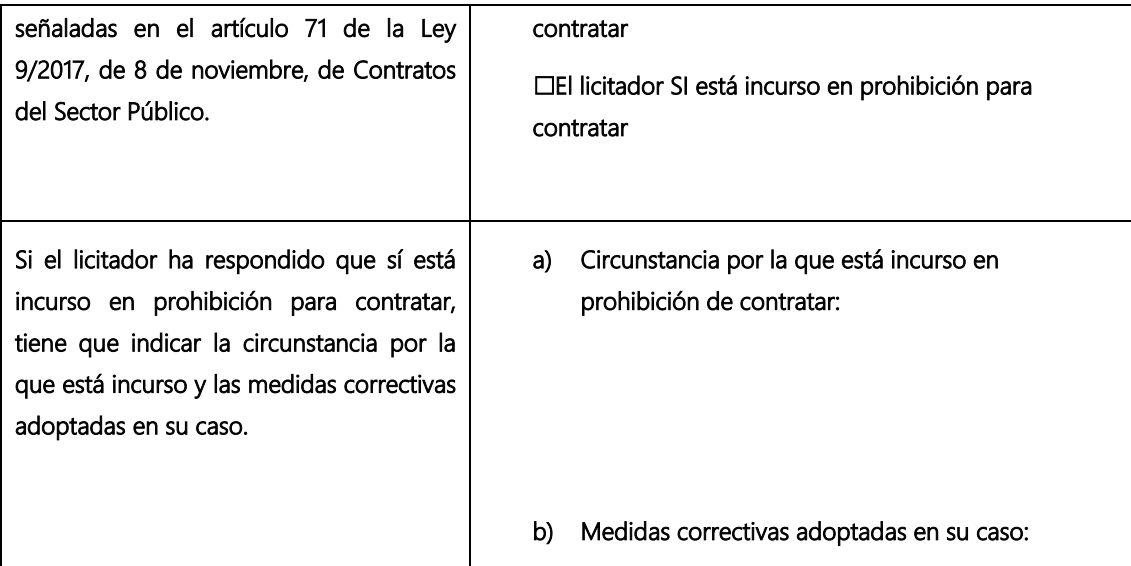 señaladas en el artículo 71 de la Ley
9/2017, de 8 de noviembre, de Contratos
del Sector Público.
contratar
☐El licitador SI está incurso en prohibición para
contratar
Si el licitador ha respondido que sí está
incurso en prohibición para contratar,
tiene que indicar la circunstancia por la
que está incurso y las medidas correctivas
adoptadas en su caso.
a) Circunstancia por la que está incurso en
prohibición de contratar:
b) Medidas correctivas adoptadas en su caso: